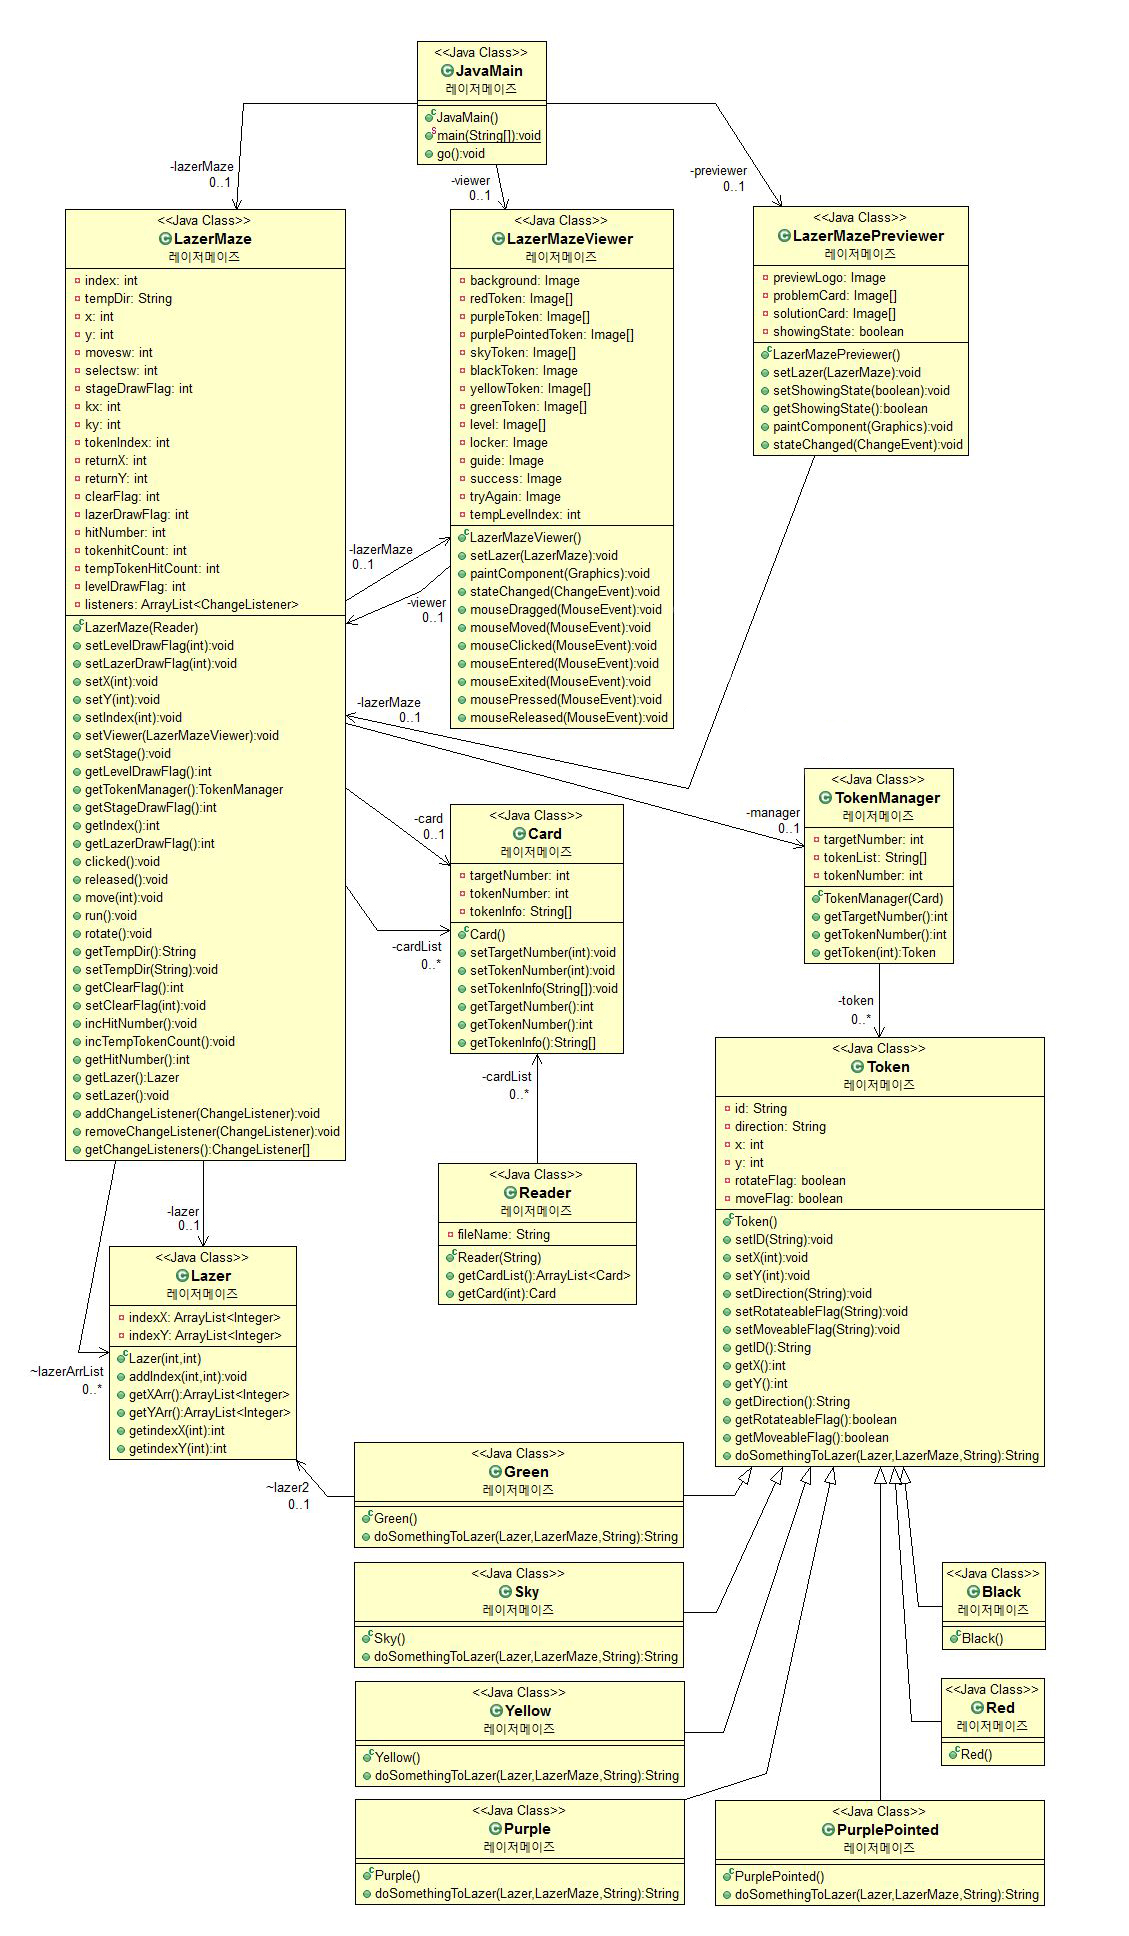 <<Java Class>>
JavaMain
레이저메이즈
JavaMain()
main(String[]):void
go():void
-lazerMaze
0..1
-viewer
0..1
-previewer
0..1
<<Java Class>>
LazerMaze
레이저메이즈
index: int
tempDir: String
x: int
y: int
movesw: int
selectsw: int
stageDrawFlag: int
kx: int
ky: int
tokenIndex: int
returnX: int
returnY: int
clearFlag: int
lazerDrawFlag: int
hitNumber: int
tokenhitCount: int
tempTokenHitCount: int
levelDrawFlag: int
listeners: ArrayList<ChangeListener>
LazerMaze(Reader)
setLevelDrawFlag(int):void
setLazerDrawFlag(int):void
setX(int):void
setY(int):void
setIndex(int):void
setViewer(LazerMazeViewer):void
setStage():void
getLevelDrawFlag():int
getTokenManager():TokenManager
getStageDrawFlag():int
getIndex():int
getLazerDrawFlag():int
clicked():void
released():void
move(int):void
run():void
rotate():void
getTempDir():String
setTempDir(String):void
getClearFlag():int
setClearFlag(int):void
incHitNumber():void
incTempTokenCount():void
getHitNumber():int
getLazer():Lazer
setLazer():void
addChangeListener(ChangeListener):void
removeChangeListener(ChangeListener):void
getChangeListeners():ChangeListener[]
<<Java Class>>
LazerMazeViewer
레이저메이즈
background: Image
redToken: Image[]
purpleToken: Image[]
purplePointedToken: Image[]
skyToken: Image[]
blackToken: Image
yellowToken: Image[]
greenToken: Image[]
level: Image[]
locker: Image
guide: Image
success: Image
tryAgain: Image
tempLevelIndex: int
LazerMazeViewer()
setLazer(LazerMaze):void
paintComponent(Graphics):void
stateChanged(ChangeEvent):void
mouseDragged(MouseEvent):void
mouseMoved(MouseEvent):void
mouseClicked(MouseEvent):void
mouseEntered(MouseEvent):void
mouseExited(MouseEvent):void
mousePressed(MouseEvent):void
mouseReleased(MouseEvent):void
<<Java Class>>
LazerMazePreviewer
레이저메이즈
previewLogo: Image
problemCard: Image[]
solutionCard: Image[]
showingState: boolean
LazerMazePreviewer()
setLazer(LazerMaze):void
setShowingState(boolean):void
getShowingState():boolean
paintComponent(Graphics):void
stateChanged(ChangeEvent):void
-lazerMaze
0..1
-viewer
0..1
-lazerMaze
0..1
-card
0..1
-cardList
0..*
-manager
0..1
<<Java Class>>
Card
레이저메이즈
targetNumber: int
tokenNumber: int
tokenInfo: String[]
Card()
setTargetNumber(int):void
setTokenNumber(int):void
setTokenInfo(String[]):void
getTargetNumber():int
getTokenNumber():int
getTokenInfo():String[]
<<Java Class>>
TokenManager
레이저메이즈
targetNumber: int
tokenList: String[]
tokenNumber: int
TokenManager(Card)
getTargetNumber():int
getTokenNumber():int
getToken(int):Token
-token
0..*
-cardList
0..*
<<Java Class>>
Reader
레이저메이즈
fileName: String
Reader(String)
getCardList():ArrayList<Card>
getCard(int):Card
<<Java Class>>
Token
레이저메이즈
id: String
direction: String
x: int
y: int
rotateFlag: boolean
moveFlag: boolean
Token()
setID(String):void
setX(int):void
setY(int):void
setDirection(String):void
setRotateableFlag(String):void
setMoveableFlag(String):void
getID():String
getX():int
getY():int
getDirection():String
getRotateableFlag():boolean
getMoveableFlag():boolean
doSomethingToLazer(Lazer,LazerMaze,String):String
-lazer
0..1
~lazerArrList
0..*
<<Java Class>>
Lazer
레이저메이즈
indexX: ArrayList<Integer>
indexY: ArrayList<Integer>
Lazer(int,int)
addIndex(int,int):void
getXArr():ArrayList<Integer>
getYArr():ArrayList<Integer>
getindexX(int):int
getindexY(int):int
~lazer2
0..1
<<Java Class>>
Green
레이저메이즈
Green()
doSomethingToLazer(Lazer,LazerMaze,String):String
<<Java Class>>
Sky
레이저메이즈
Sky()
doSomethingToLazer(Lazer,LazerMaze,String):String
<<Java Class>>
Yellow
레이저메이즈
Yellow()
doSomethingToLazer(Lazer,LazerMaze,String):String
<<Java Class>>
Purple
레이저메이즈
Purple()
doSomethingToLazer(Lazer,LazerMaze,String):String
<<Java Class>>
Black
레이저메이즈
Black()
<<Java Class>>
Red
레이저메이즈
Red()
<<Java Class>>
PurplePointed
레이저메이즈
PurplePointed()
doSomethingToLazer(Lazer,LazerMaze,String):String